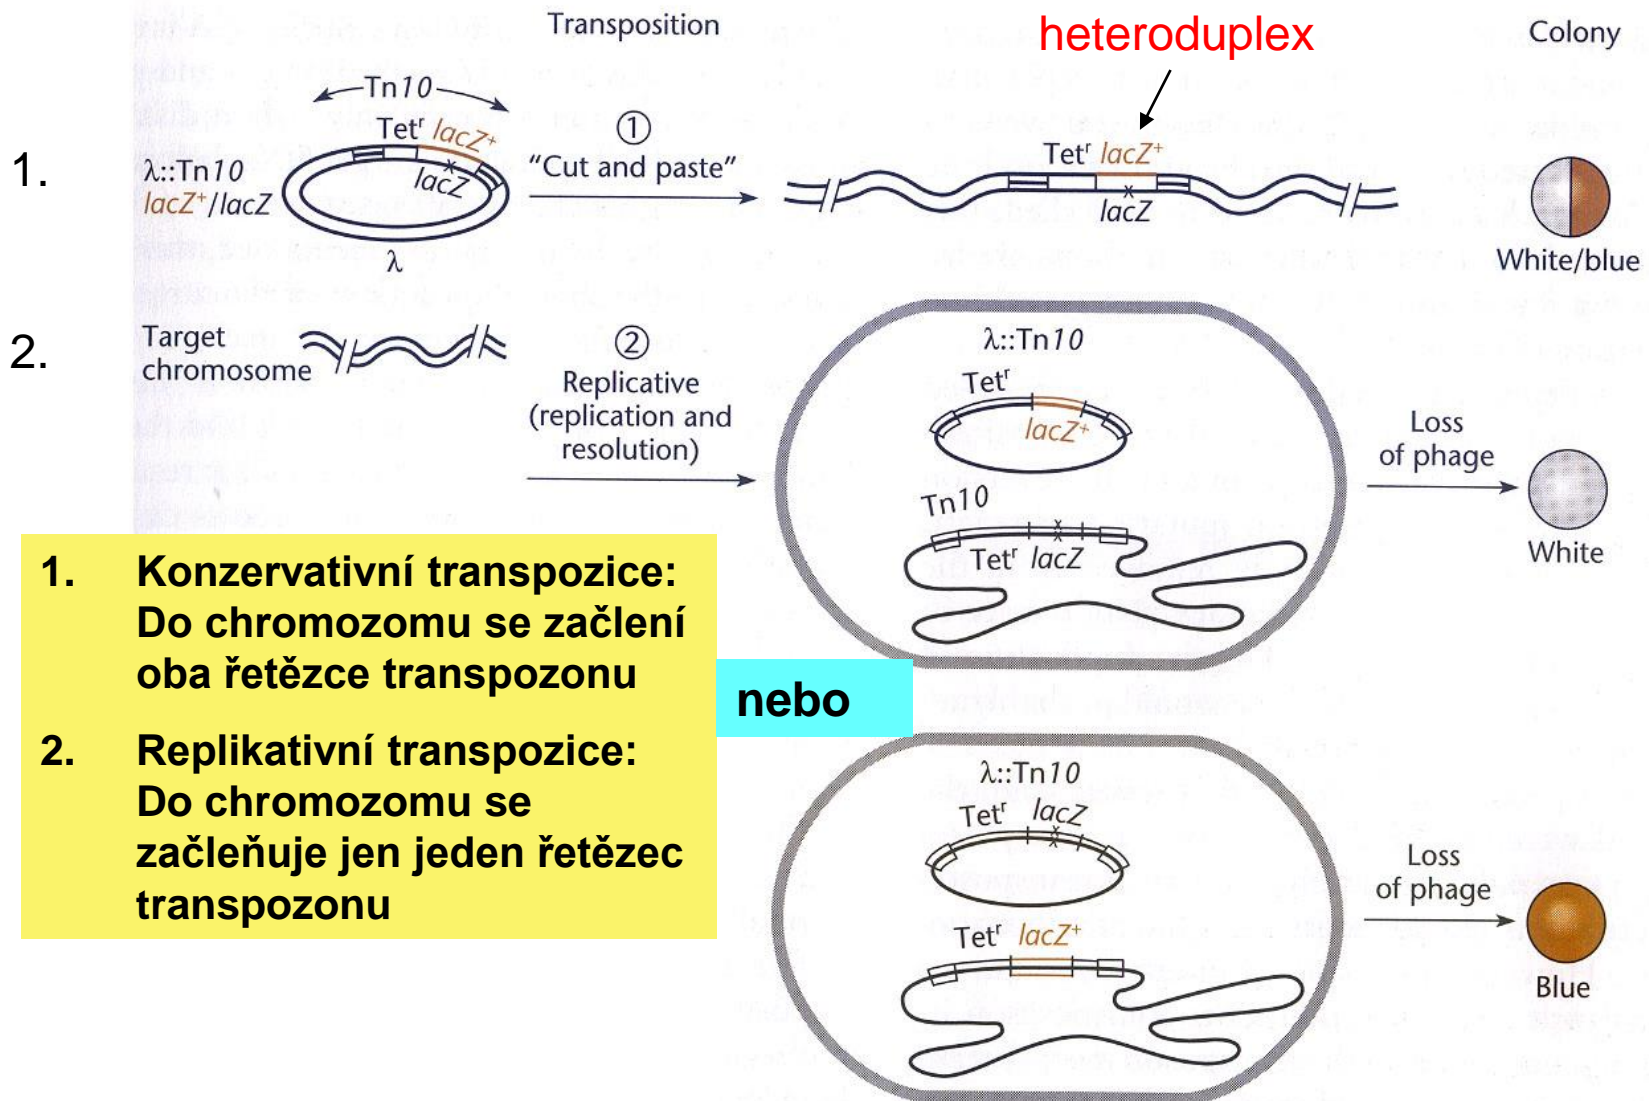 Transposition
heteroduplex
Colony
1.
Tn10
Tetʳ lacZ⁺
lacZ
λ::Tn10
lacZ⁺/lacZ
λ
①
"Cut and paste"
Tetʳ lacZ⁺
lacZ
White/blue
2.
Target
chromosome
②
Replicative
(replication and
resolution)
λ::Tn10
Tetʳ
lacZ⁺
Tn10
Tetʳ lacZ
Loss
of phage
White
1. Konzervativní transpozice:
Do chromozomu se začlení
oba řetězce transpozonu
nebo
2. Replikativní transpozice:
Do chromozomu se
začleňuje jen jeden řetězec
transpozonu
λ::Tn10
Tetʳ lacZ
Tetʳ lacZ⁺
Loss
of phage
Blue